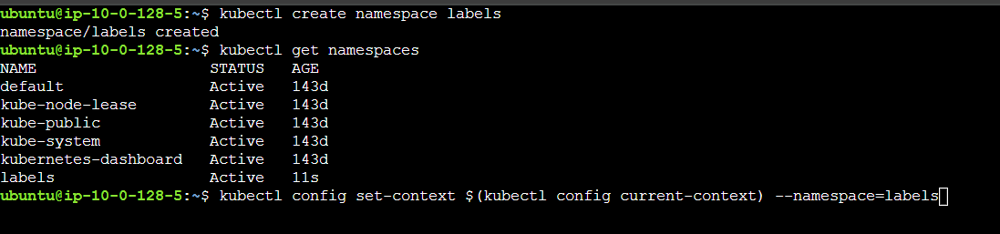 ubuntu@ip-10-0-128-5:~$ kubectl create namespace labels
namespace/labels created
ubuntu@ip-10-0-128-5:~$ kubectl get namespaces
NAME                   STATUS   AGE
default                Active   143d
kube-node-lease        Active   143d
kube-public            Active   143d
kube-system            Active   143d
kubernetes-dashboard   Active   143d
labels                 Active   11s
ubuntu@ip-10-0-128-5:~$ kubectl config set-context $(kubectl config current-context) --namespace=labels